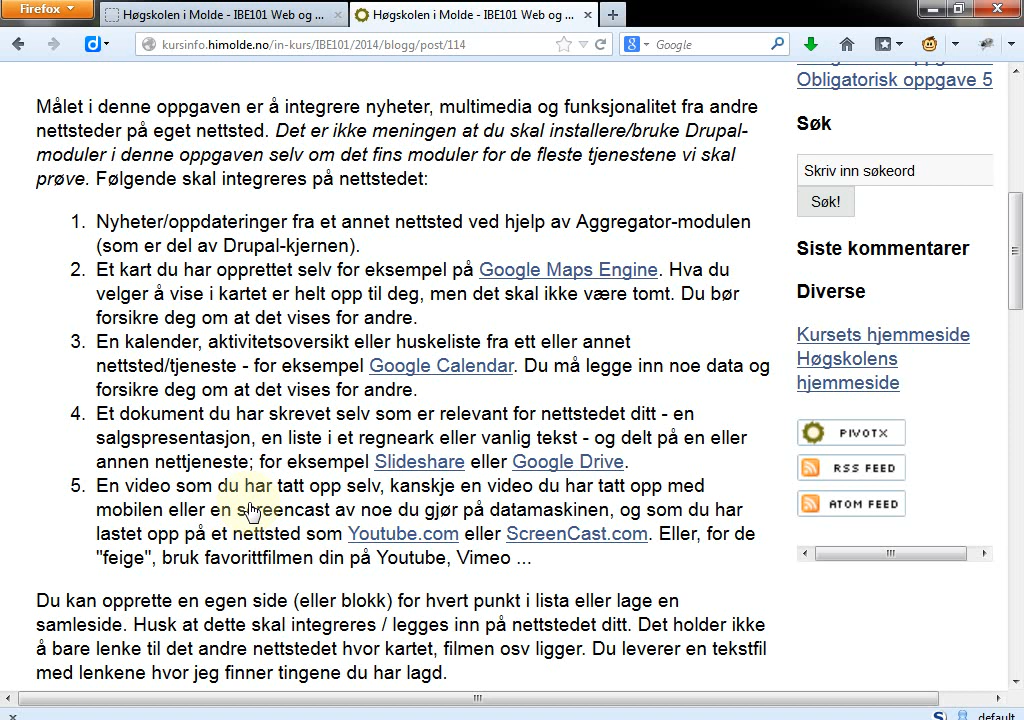 Firefox
Høgskolen i Molde - IBE101 Web og ...
Høgskolen i Molde - IBE101 Web og ...
kursinfo.himolde.no/in-kurs/IBE101/2014/blogg/post/114
Google
Målet i denne oppgaven er å integrere nyheter, multimedia og funksjonalitet fra andre
nettsteder på eget nettsted. Det er ikke meningen at du skal installere/bruke Drupal-
moduler i denne oppgaven selv om det fins moduler for de fleste tjenestene vi skal
prøve. Følgende skal integreres på nettstedet:
1. Nyheter/oppdateringer fra et annet nettsted ved hjelp av Aggregator-modulen
(som er del av Drupal-kjernen).
2. Et kart du har opprettet selv for eksempel på Google Maps Engine. Hva du
velger å vise i kartet er helt opp til deg, men det skal ikke være tomt. Du bør
forsikre deg om at det vises for andre.
3. En kalender, aktivitetsoversikt eller huskeliste fra ett eller annet
nettsted/tjeneste - for eksempel Google Calendar. Du må legge inn noe data og
forsikre deg om at det vises for andre.
4. Et dokument du har skrevet selv som er relevant for nettstedet ditt - en
salgspresentasjon, en liste i et regneark eller vanlig tekst - og delt på en eller
annen nettjeneste; for eksempel Slideshare eller Google Drive.
5. En video som du har tatt opp selv, kanskje en video du har tatt opp med
mobilen eller en screencast av noe du gjør på datamaskinen, og som du har
lastet opp på et nettsted som Youtube.com eller ScreenCast.com. Eller, for de
"feige", bruk favorittfilmen din på Youtube, Vimeo ...
Du kan opprette en egen side (eller blokk) for hvert punkt i lista eller lage en
samleside. Husk at dette skal integreres / legges inn på nettstedet ditt. Det holder ikke
å bare lenke til det andre nettstedet hvor kartet, filmen osv ligger. Du leverer en tekstfil
med lenkene hvor jeg finner tingene du har lagd.
Obligatorisk oppgave 5
Søk
Skriv inn søkeord
Søk!
Siste kommentarer
Diverse
Kursets hjemmeside
Høgskolens
hjemmeside
PIVOTX
RSS FEED
ATOM FEED
default